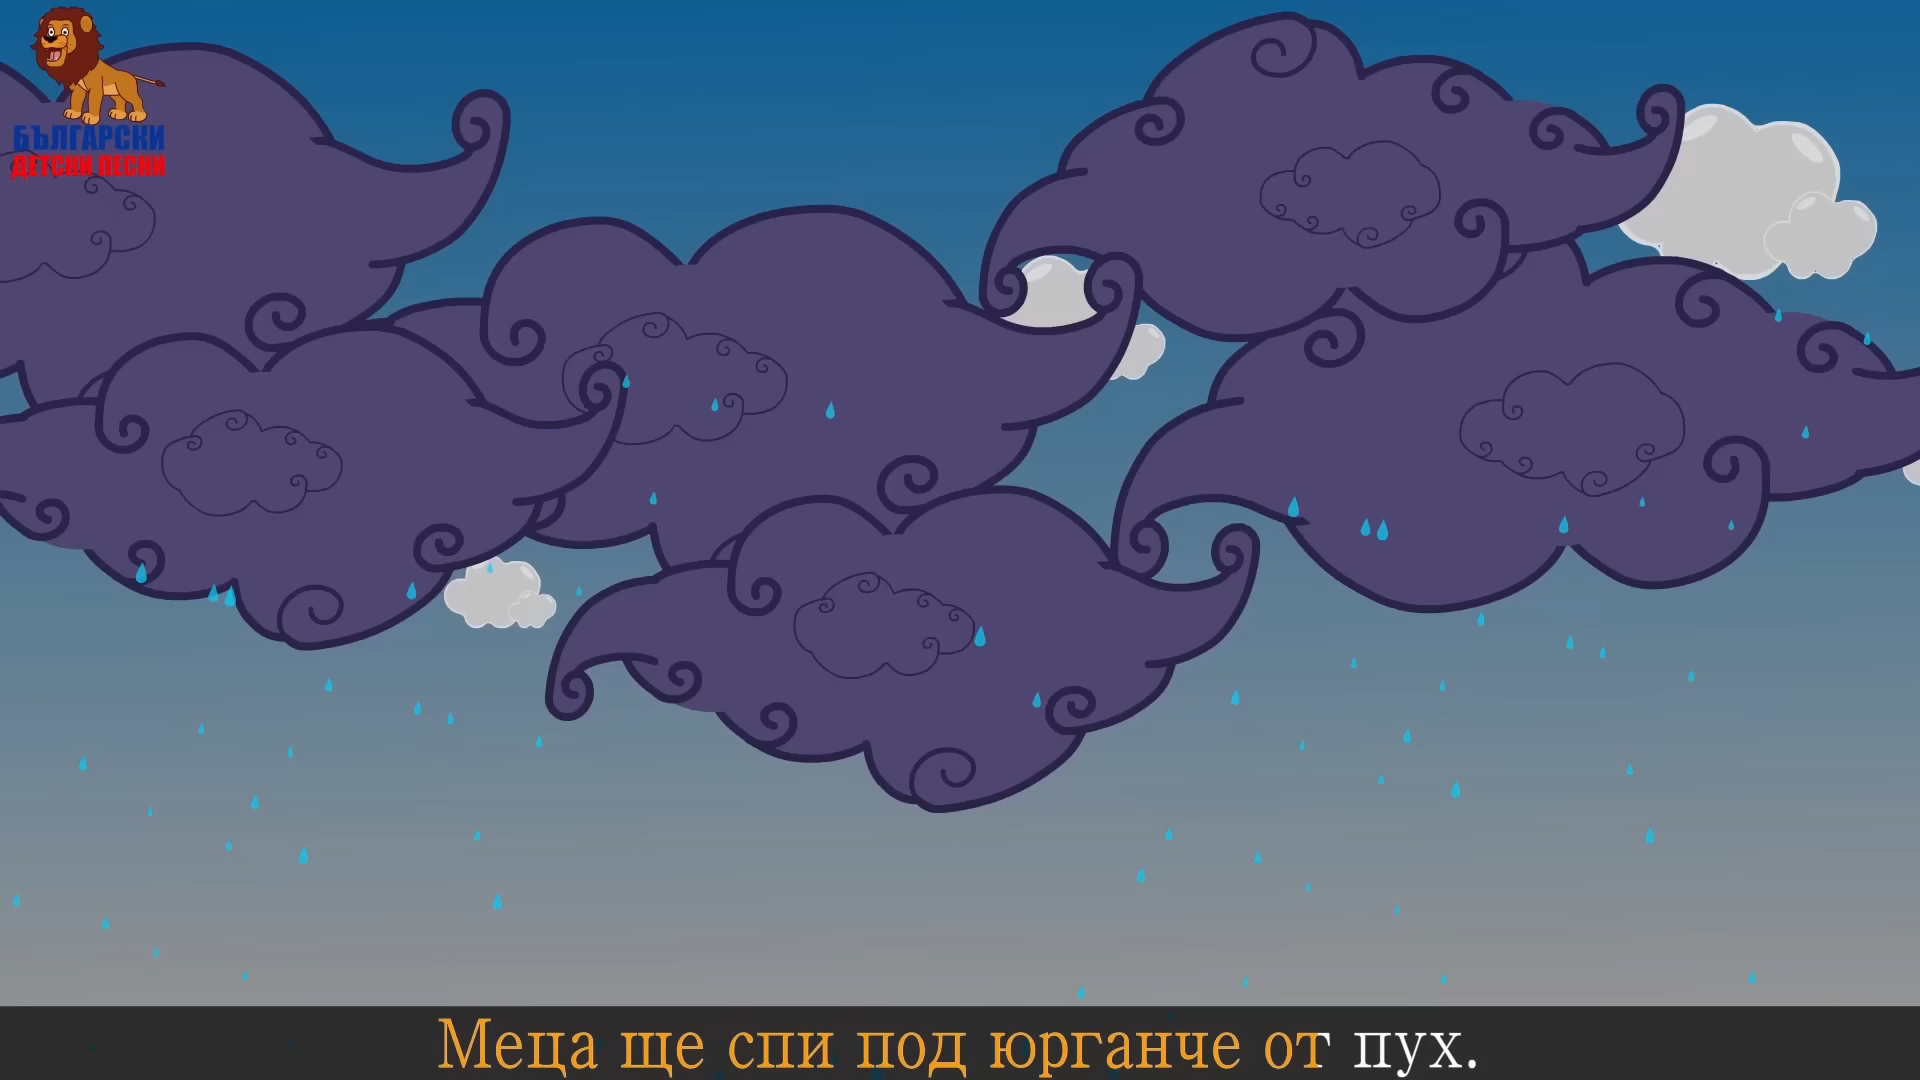 БЪЛГАРСКИ
ДЕТСКИ ПЕСНИ
Меца ще спи под юрганче от пух.